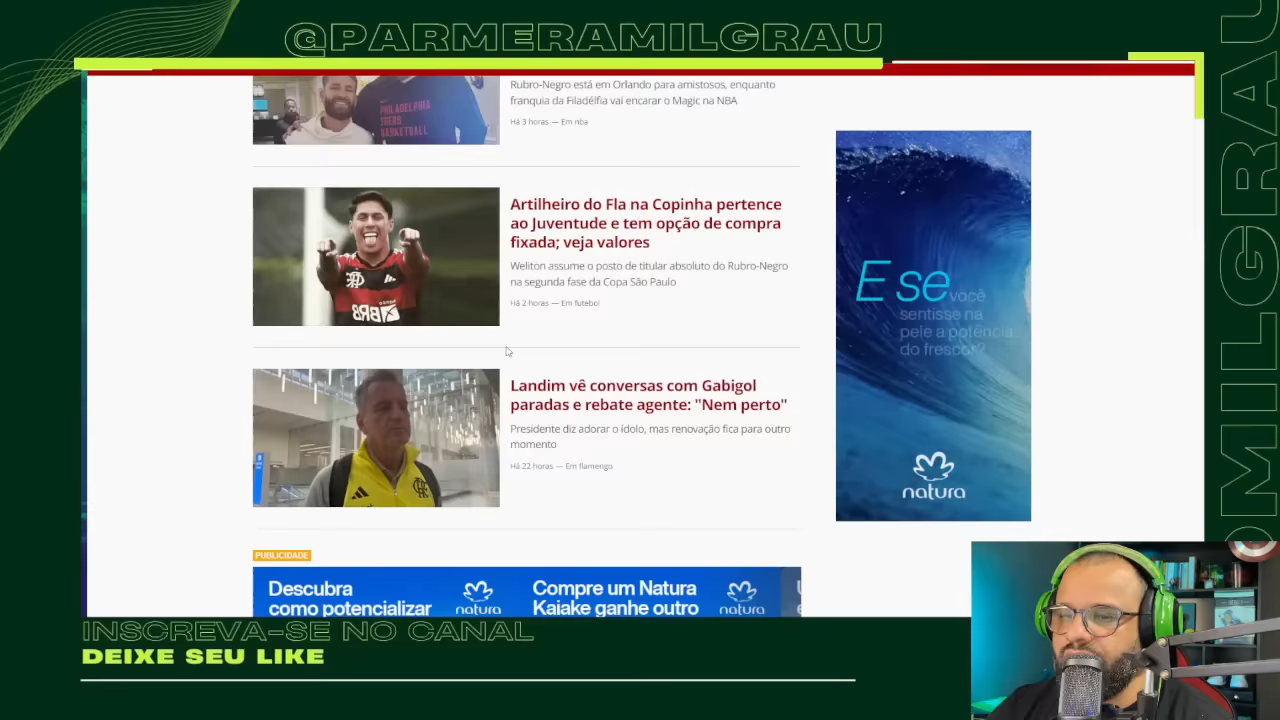 @PARMERAMILGRAU
Rubro-Negro está em Orlando para amistosos, enquanto
franquia da Filadélfia vai encarar o Magic na NBA
Há 3 horas — Em nba
PHILADELPHIA
76ERS
BASKETBALL
Artilheiro do Fla na Copinha pertence
ao Juventude e tem opção de compra
fixada; veja valores
Weliton assume o posto de titular absoluto do Rubro-Negro
na segunda fase da Copa São Paulo
Há 2 horas — Em futebol
Landim vê conversas com Gabigol
paradas e rebate agente: "Nem perto"
Presidente diz adorar o ídolo, mas renovação fica para outro
momento
Há 22 horas — Em flamengo
PUBLICIDADE
Descubra
como potencializar
natura
Compre um Natura
Kaiak e ganhe outro
natura
E se você
sentisse na
pele a potência
do frescor?
natura
OMILGRAU
INSCREVA-SE NO CANAL
DEIXE SEU LIKE